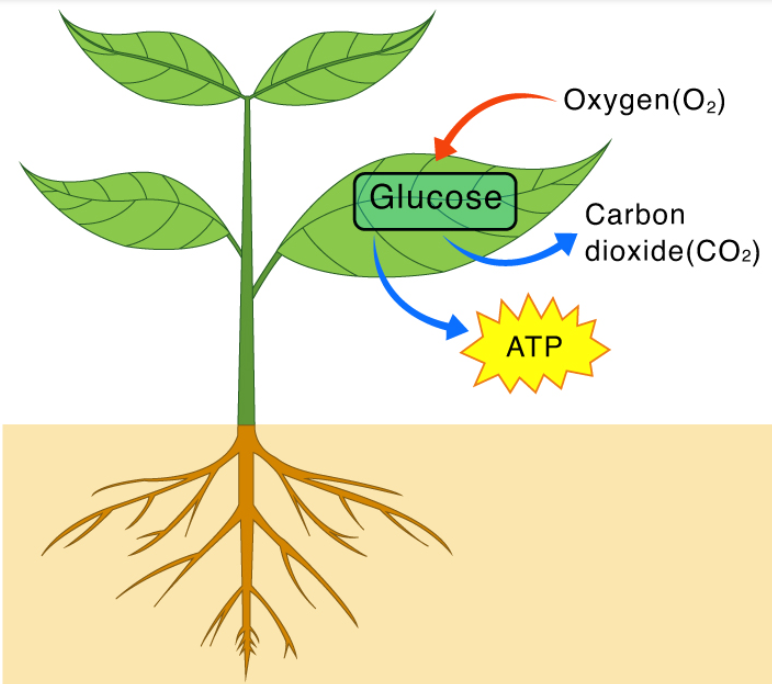 Oxygen(O₂)
Glucose
Carbon
dioxide(CO₂)
ATP